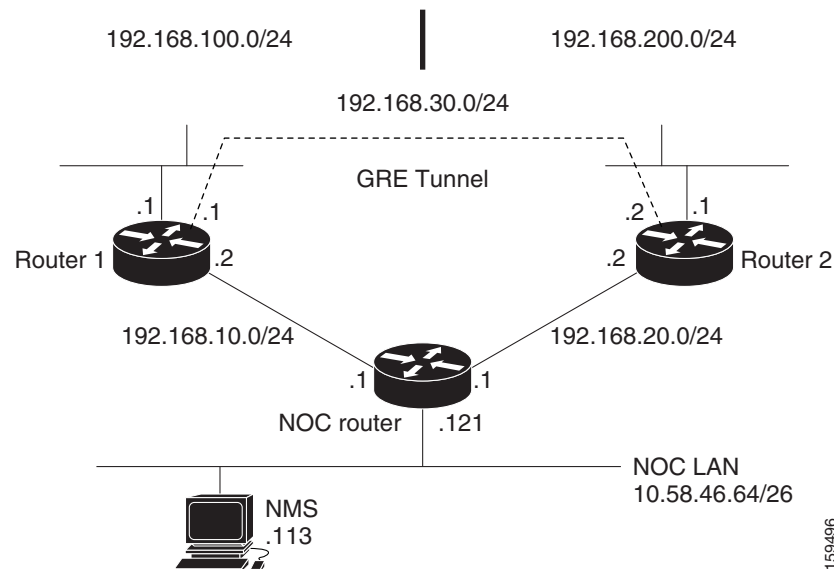 192.168.100.0/24
192.168.200.0/24
192.168.30.0/24
GRE Tunnel
.1
.1
.2
.1
Router 1
.2
.2
Router 2
192.168.10.0/24
192.168.20.0/24
.1
.1
NOC router
.121
NOC LAN
10.58.46.64/26
NMS
.113
159496